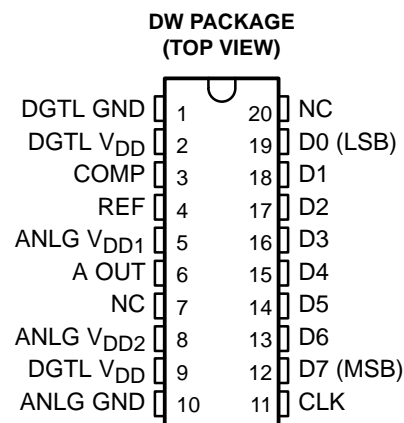 DW PACKAGE
(TOP VIEW)
DGTL GND 1 20 NC
DGTL VDD 2 19 D0 (LSB)
COMP 3 18 D1
REF 4 17 D2
ANLG VDD1 5 16 D3
A OUT 6 15 D4
NC 7 14 D5
ANLG VDD2 8 13 D6
DGTL VDD 9 12 D7 (MSB)
ANLG GND 10 11 CLK